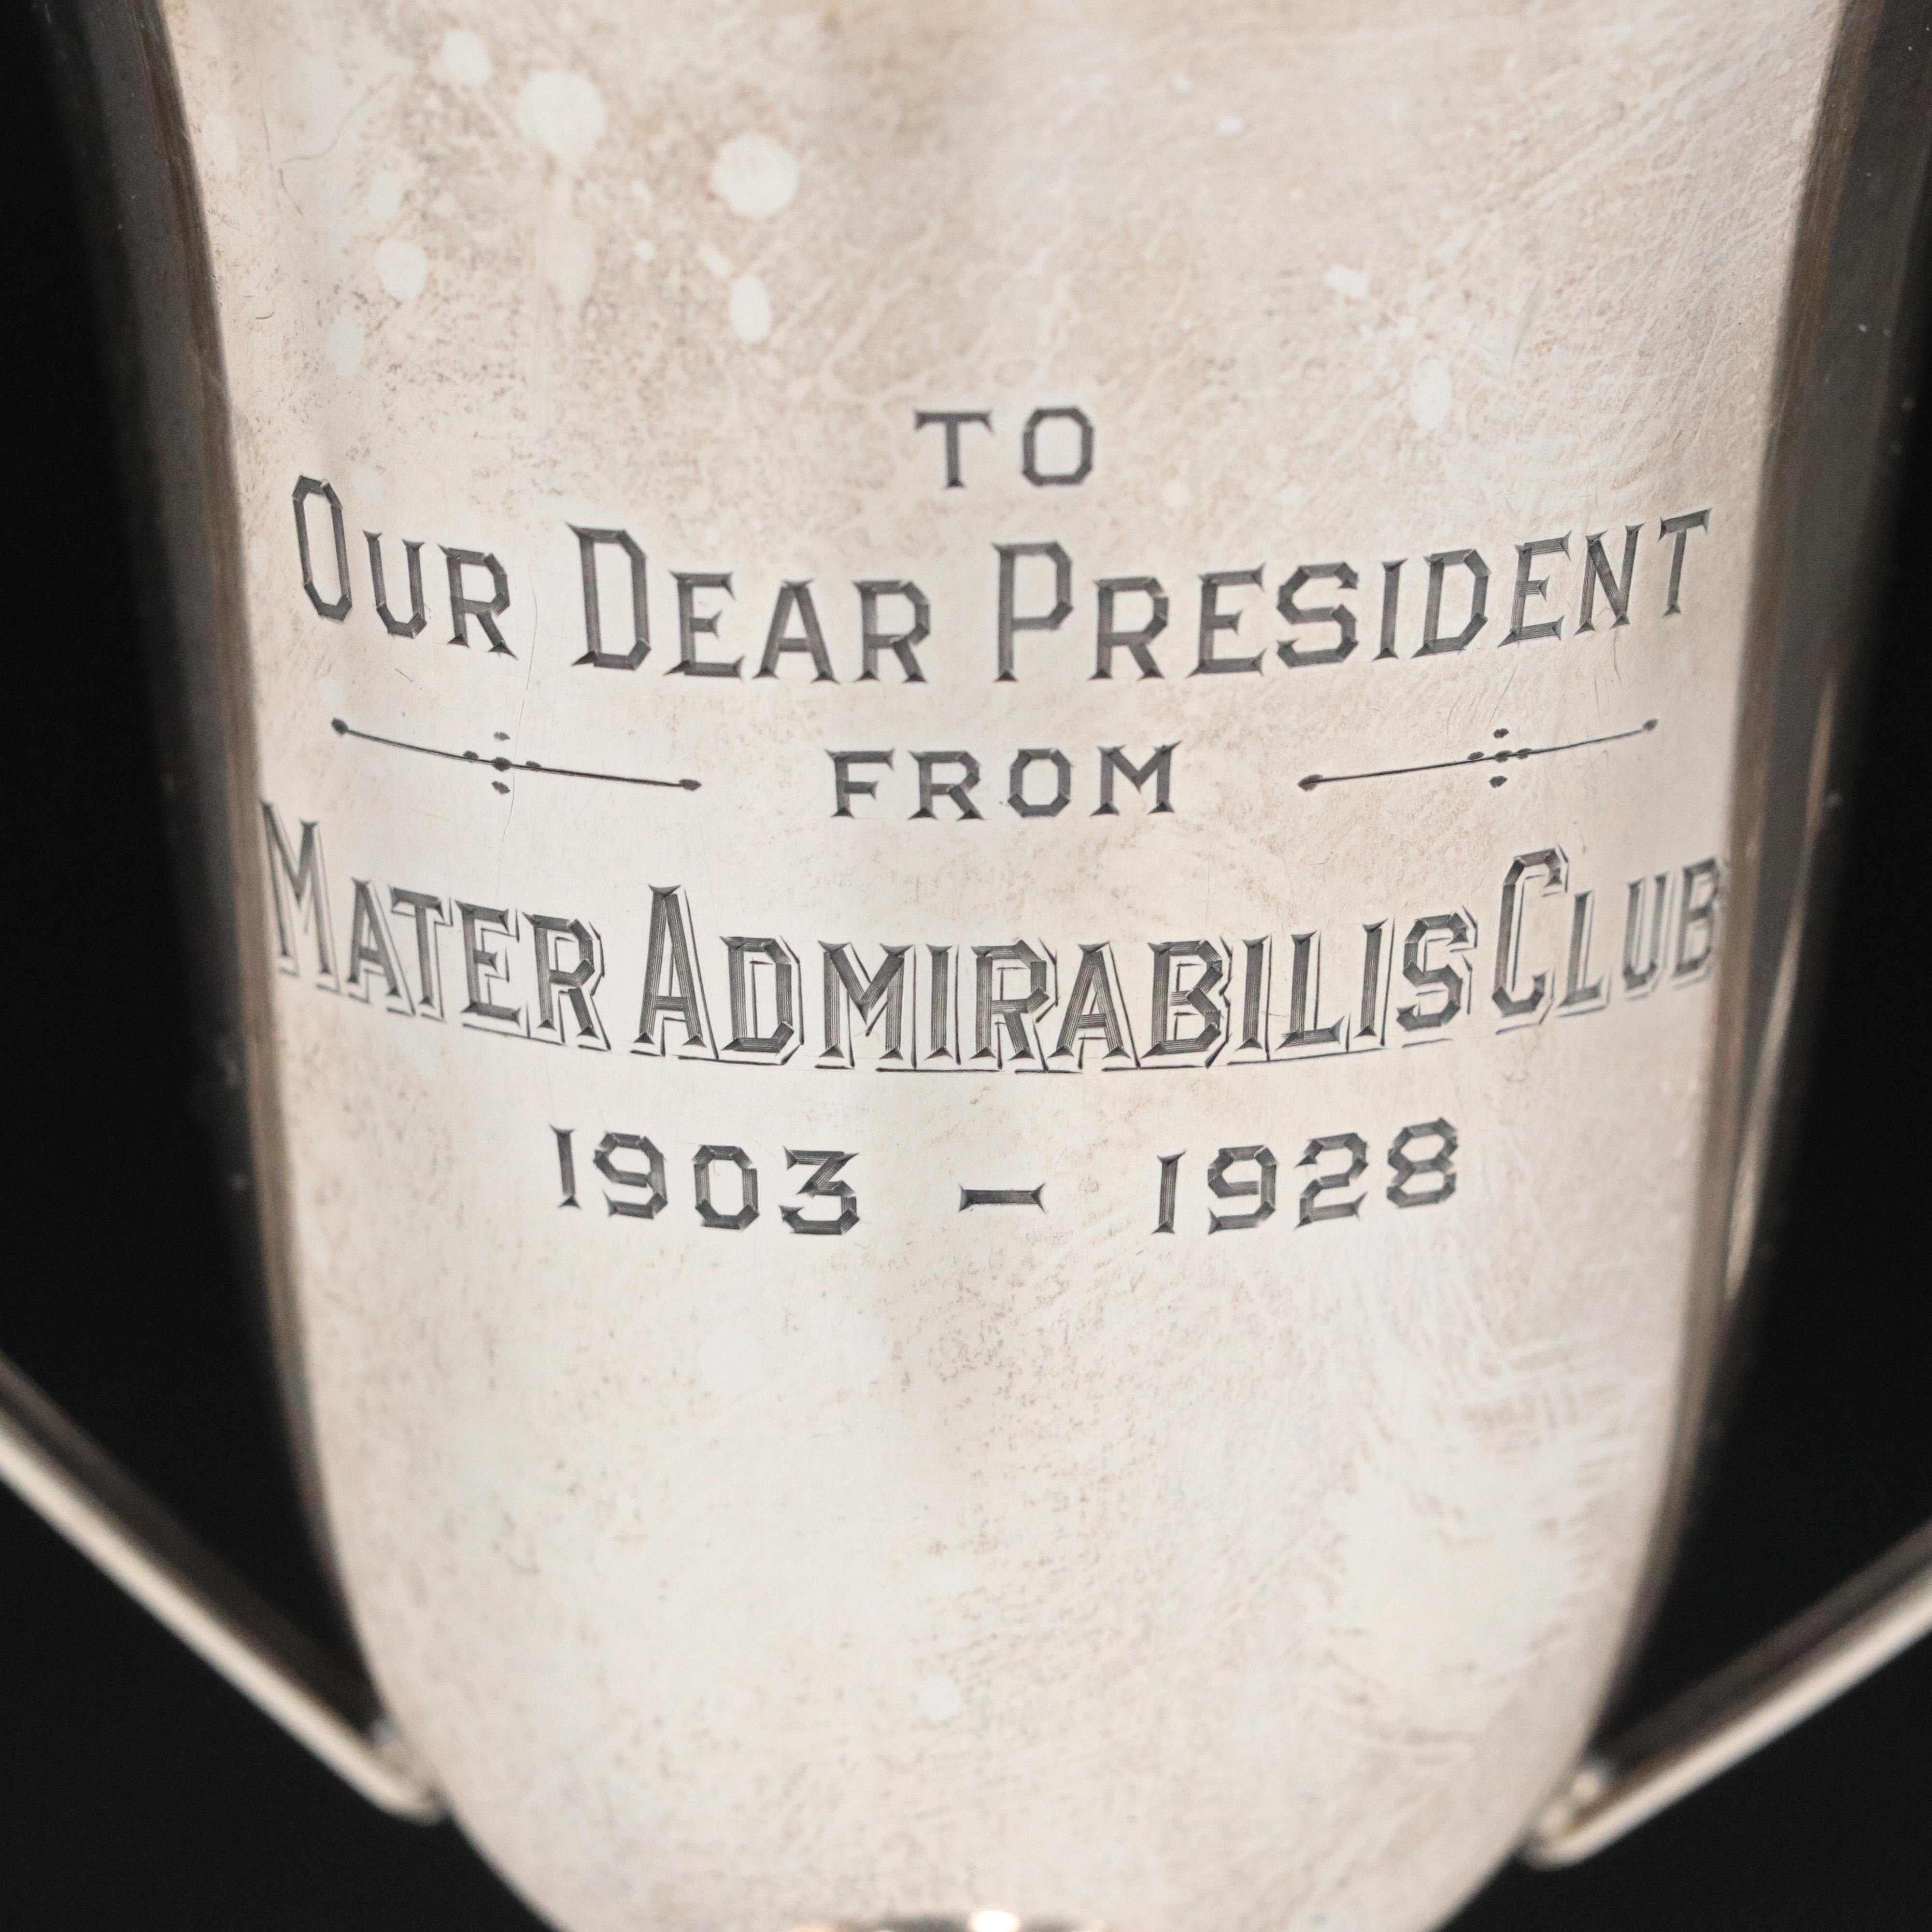 TO
OUR DEAR PRESIDENT
FROM
MATER ADMIRABILIS CLUB
1903 - 1928